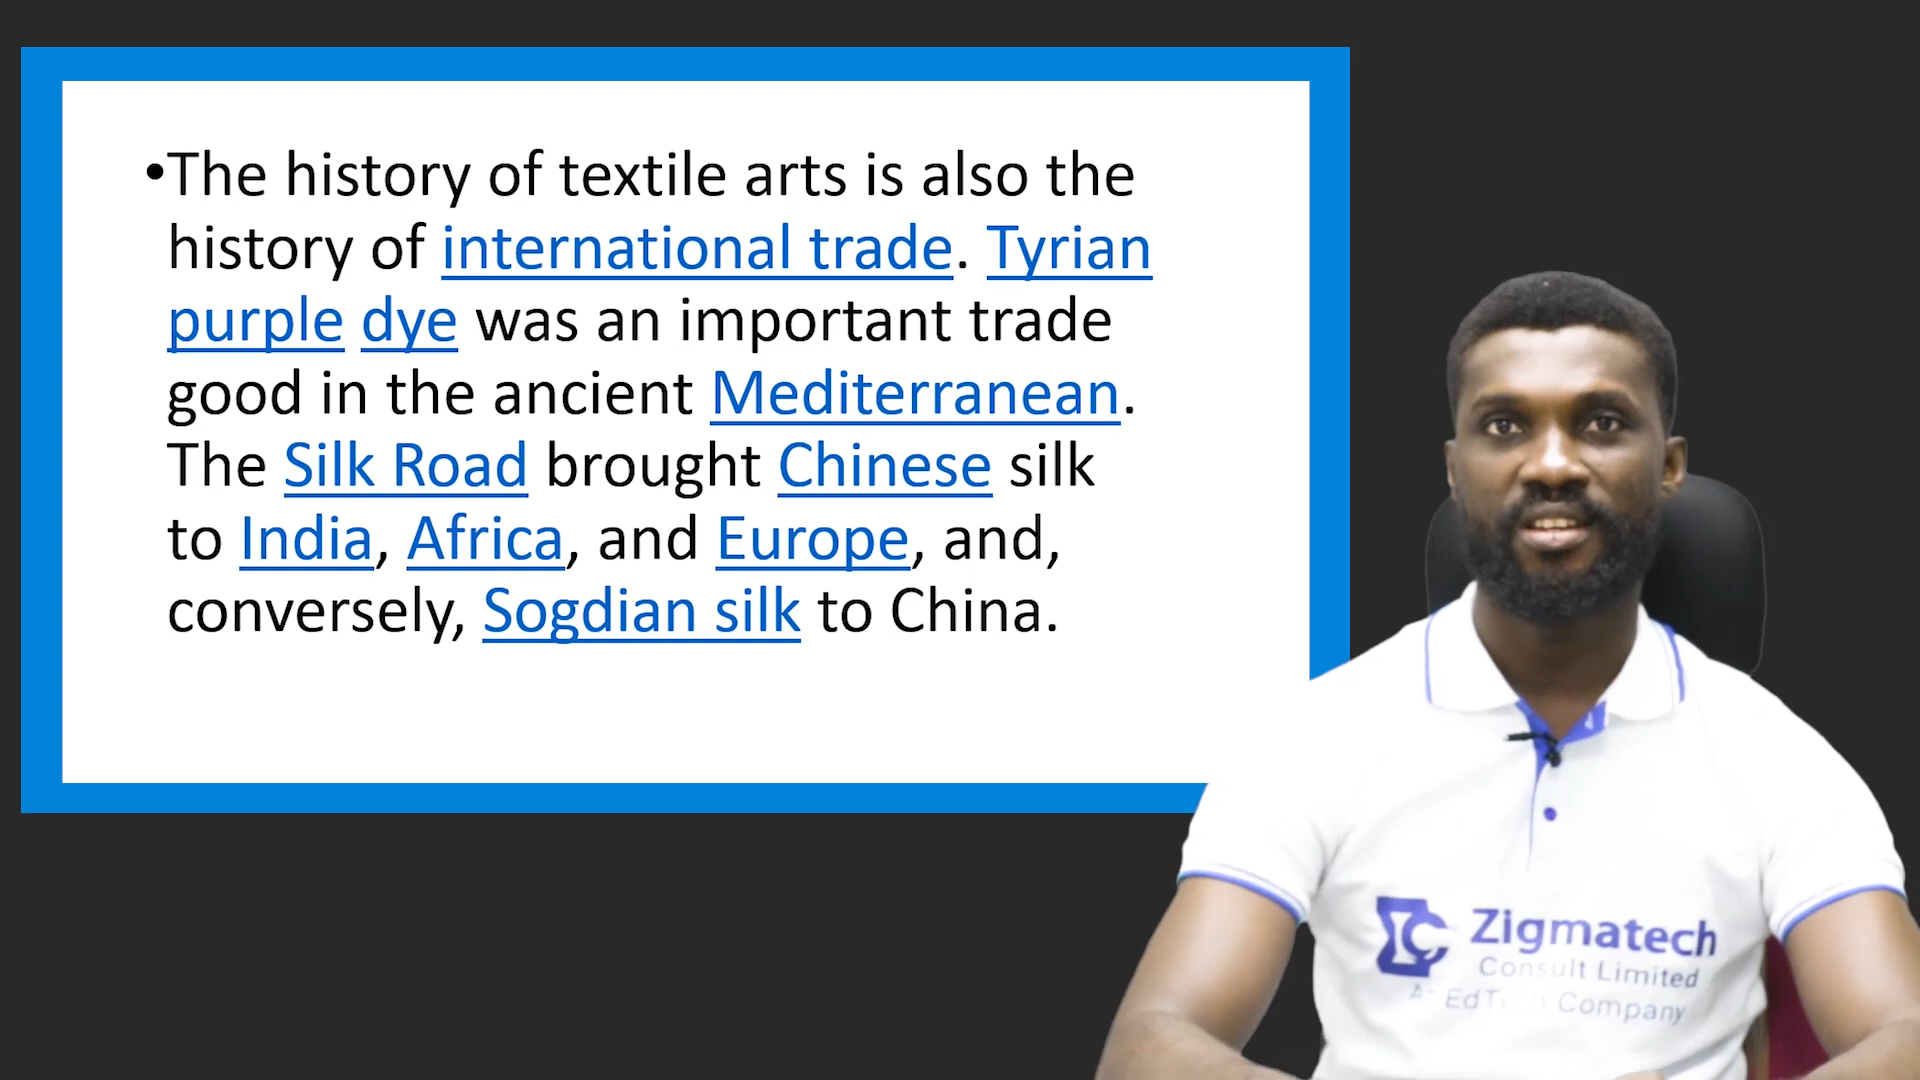 •The history of textile arts is also the
history of international trade. Tyrian
purple dye was an important trade
good in the ancient Mediterranean.
The Silk Road brought Chinese silk
to India, Africa, and Europe, and,
conversely, Sogdian silk to China.
Zigmatech
Consult Limited
Company